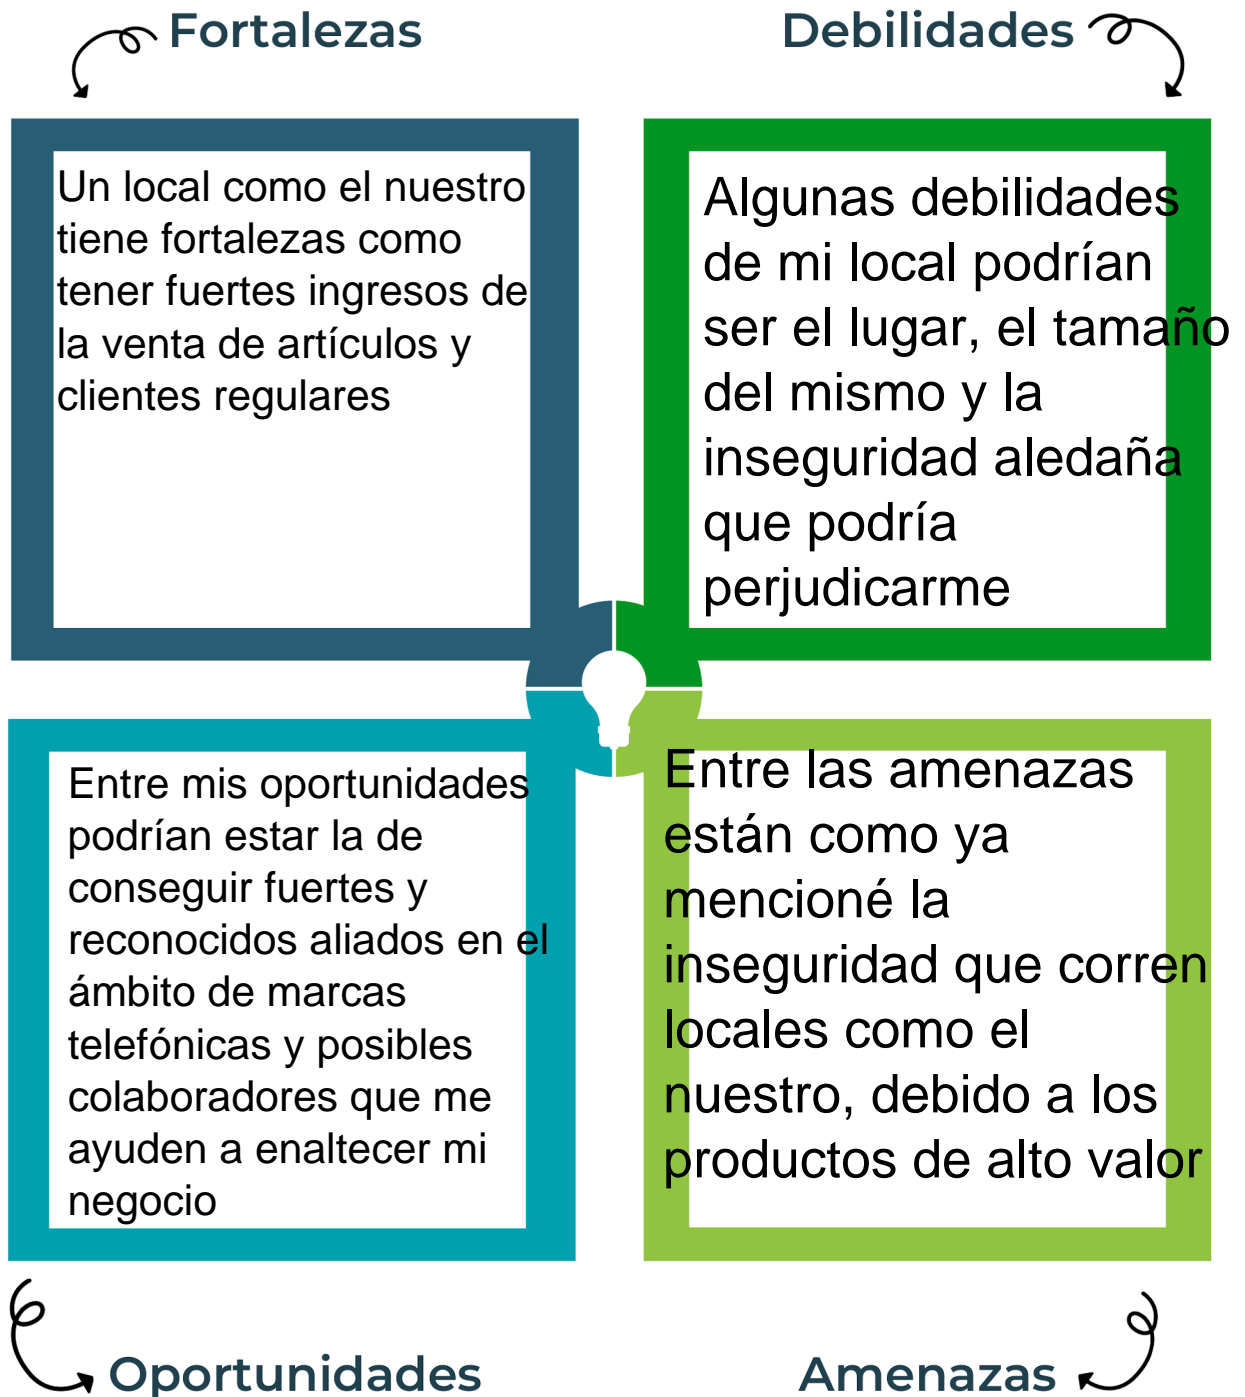 Fortalezas
Un local como el nuestro
tiene fortalezas como
tener fuertes ingresos de
la venta de artículos y
clientes regulares
Debilidades
Algunas debilidades
de mi local podrían
ser el lugar, el tamaño
del mismo y la
inseguridad aledaña
que podría
perjudicarme
Entre mis oportunidades
podrían estar la de
conseguir fuertes y
reconocidos aliados en el
ámbito de marcas
telefónicas y posibles
colaboradores que me
ayuden a enaltecer mi
negocio
Oportunidades
Entre las amenazas
están como ya
mencioné la
inseguridad que corren
locales como el
nuestro, debido a los
productos de alto valor
Amenazas